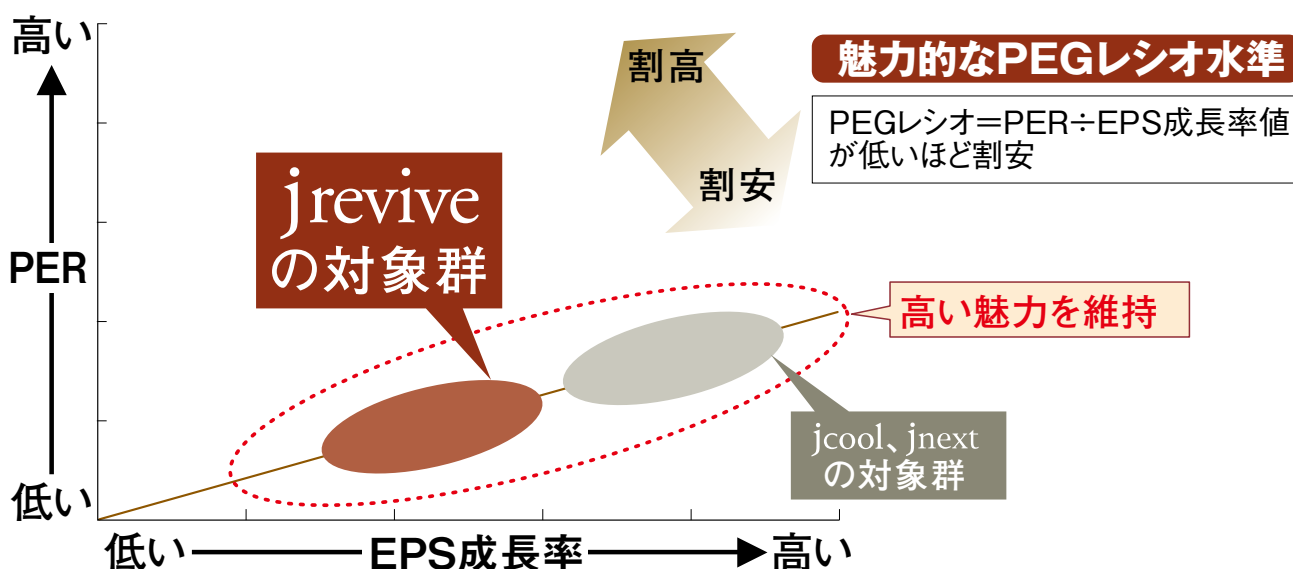 高い
割高
魅力的なPEGレシオ水準
PEGレシオ＝PER÷EPS成長率値
が低いほど割安
割安
jrevive
の対象群
PER
高い魅力を維持
jcool、jnext
の対象群
低い
低い
EPS成長率
高い